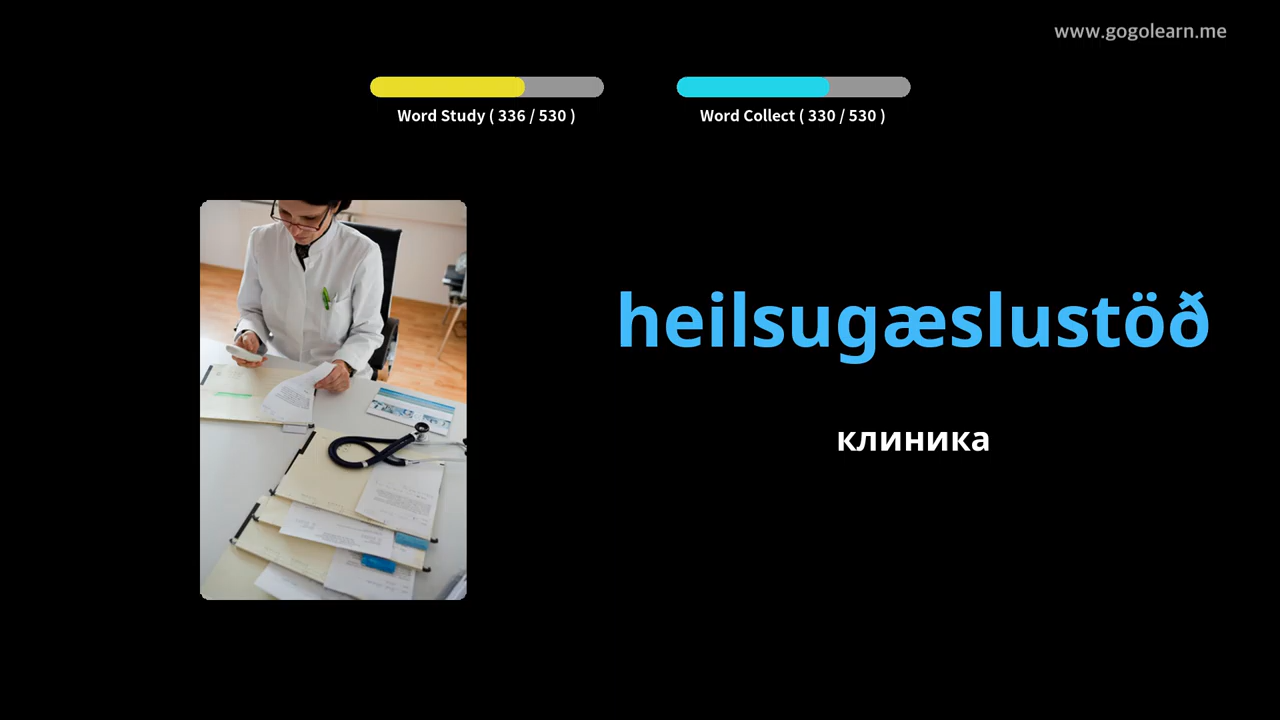 www.gogolearn.me
Word Study ( 336 / 530 )
Word Collect ( 330 / 530 )
heilsugæslustöð
клиника